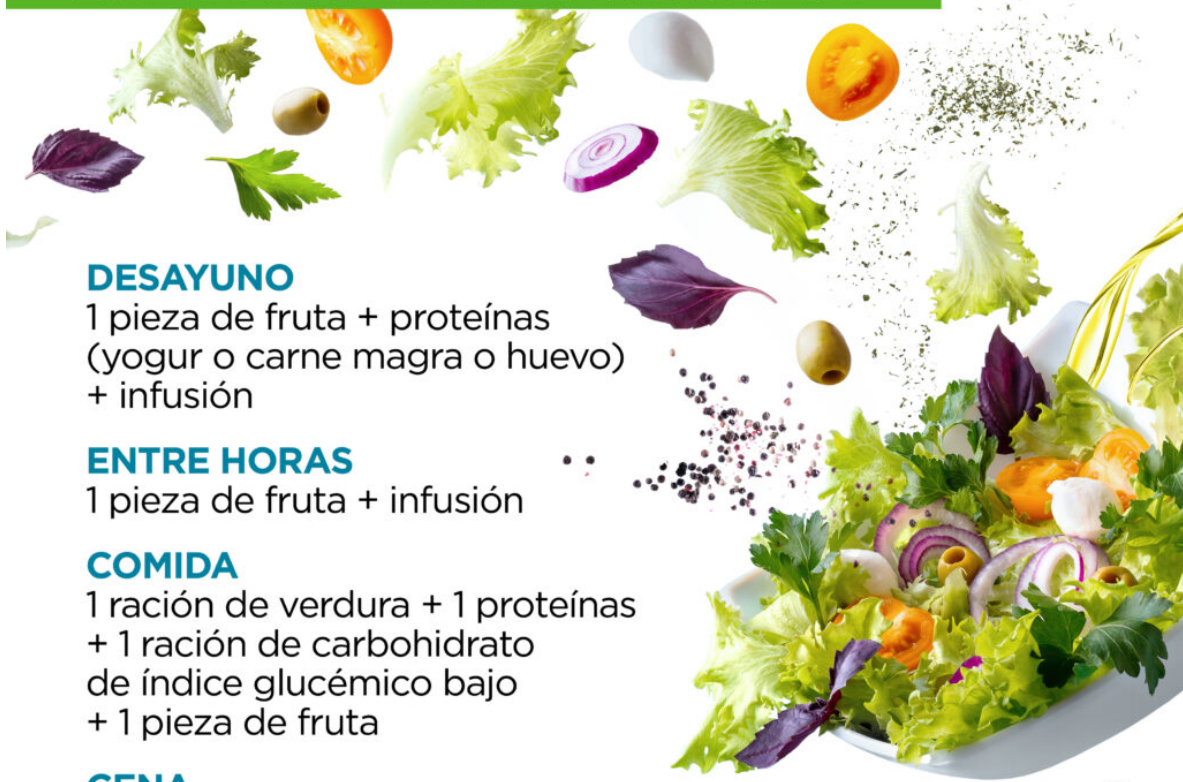 DESAYUNO
1 pieza de fruta + proteínas
(yogur o carne magra o huevo)
+ infusión
ENTRE HORAS
1 pieza de fruta + infusión
COMIDA
1 ración de verdura + 1 proteínas
+ 1 ración de carbohidrato
de índice glucémico bajo
+ 1 pieza de fruta
CENA